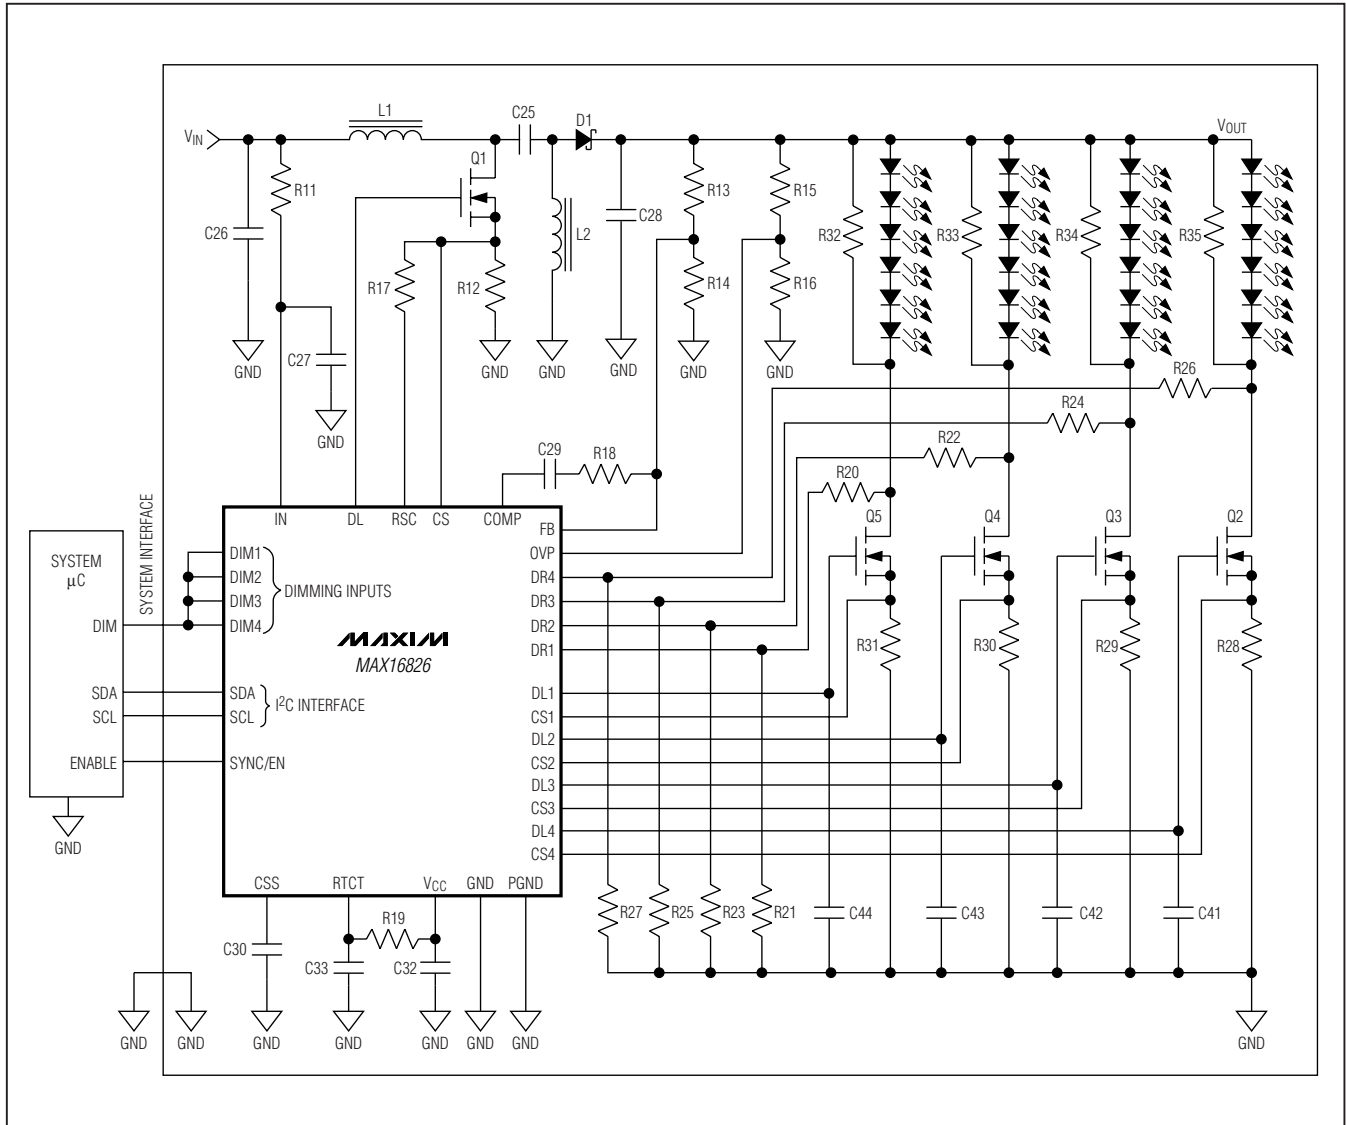 L1
C25
D1
VIN
VOUT
Q1
R11
R13
R15
C26
C28
L2
R32
R33
R34
R35
R17
R12
R14
R16
C27
GND
GND
GND
GND
GND
GND
GND
R26
R24
R22
R20
C29
R18
SYSTEM INTERFACE
IN
DL
RSC
CS
COMP
FB
Q5
Q4
Q3
Q2
SYSTEM
µC
DIM1
DIM2
DIM3
DIM4
DIMMING INPUTS
OVP
DR4
DR3
DR2
DR1
DIM
MAXIM
MAX16826
R31
R30
R29
R28
SDA
SCL
SDA
SCL
I2C INTERFACE
DL1
CS1
DL2
CS2
DL3
CS3
DL4
CS4
ENABLE
SYNC/EN
GND
CSS
RTCT
VCC
GND
PGND
R27
R25
R23
R21
C44
C43
C42
C41
R19
C30
C33
C32
GND
GND
GND
GND
GND
GND
GND
GND